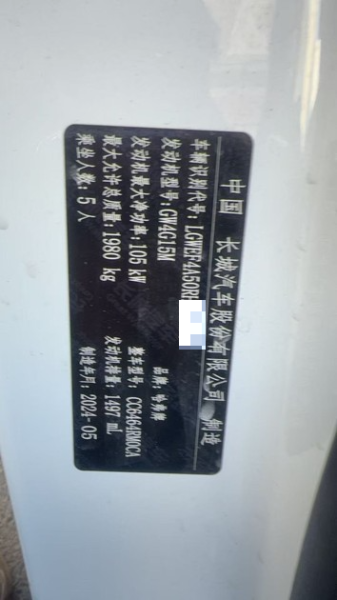 中国 长城汽车股份有限公司 制造
车辆识别代号：LGWEF4A50R 品牌：哈弗牌
发动机型号：GW4G15M 整车型号：CC6464RM0CA
发动机最大净功率：105 kW 发动机排量：1497 mL
最大允许总质量：1980 kg 制造年月：2024-05
乘坐人数：5 人